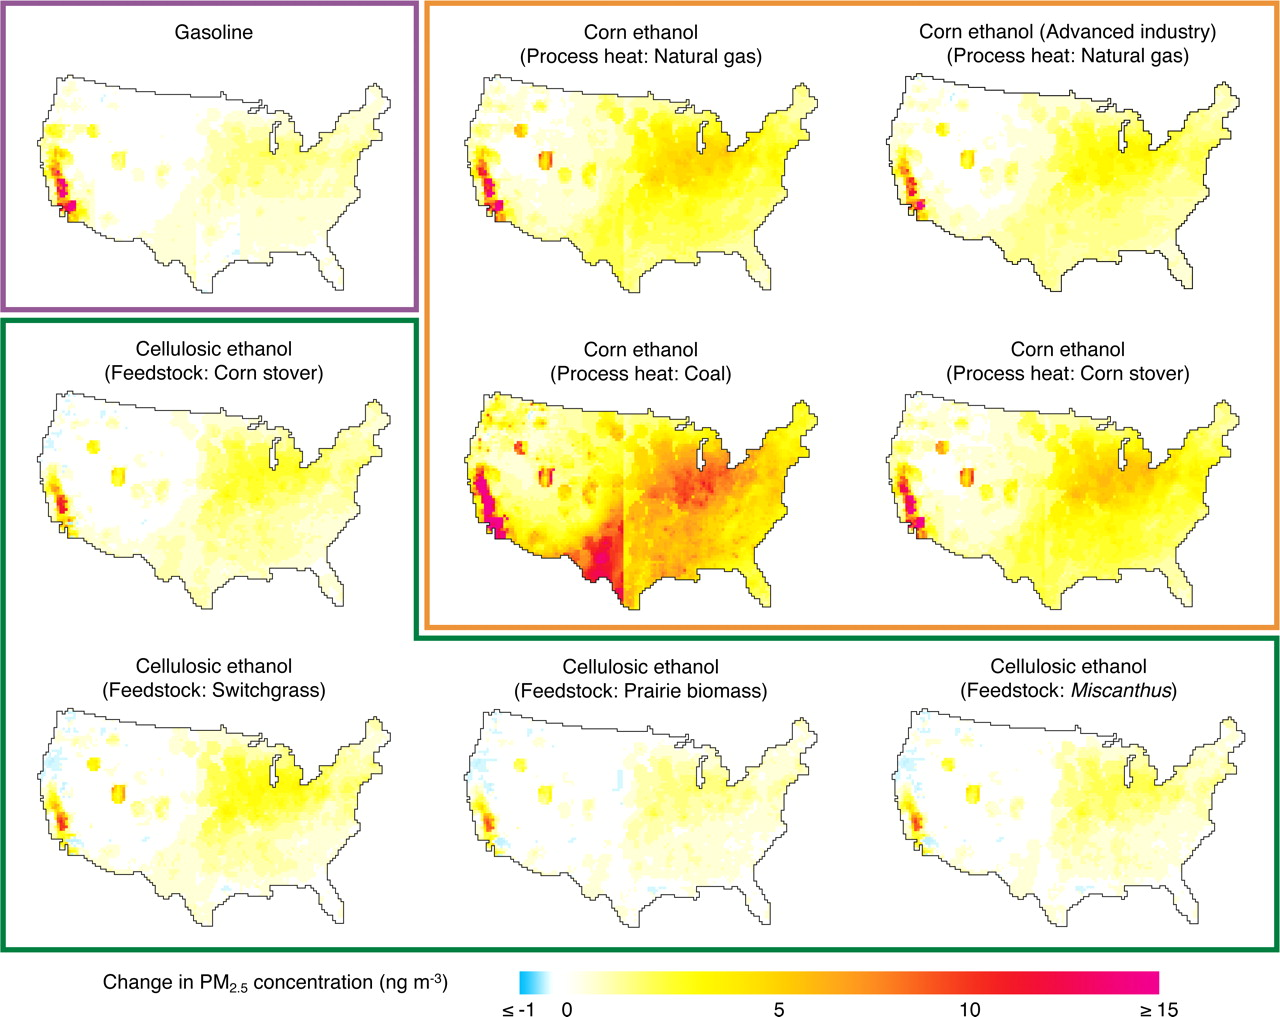 Gasoline
Corn ethanol
(Process heat: Natural gas)
Corn ethanol (Advanced industry)
(Process heat: Natural gas)
Cellulosic ethanol
(Feedstock: Corn stover)
Corn ethanol
(Process heat: Coal)
Corn ethanol
(Process heat: Corn stover)
Cellulosic ethanol
(Feedstock: Switchgrass)
Cellulosic ethanol
(Feedstock: Prairie biomass)
Cellulosic ethanol
(Feedstock: Miscanthus)
Change in PM2.5 concentration (ng m-3)
≤ -1 0 5 10 ≥ 15